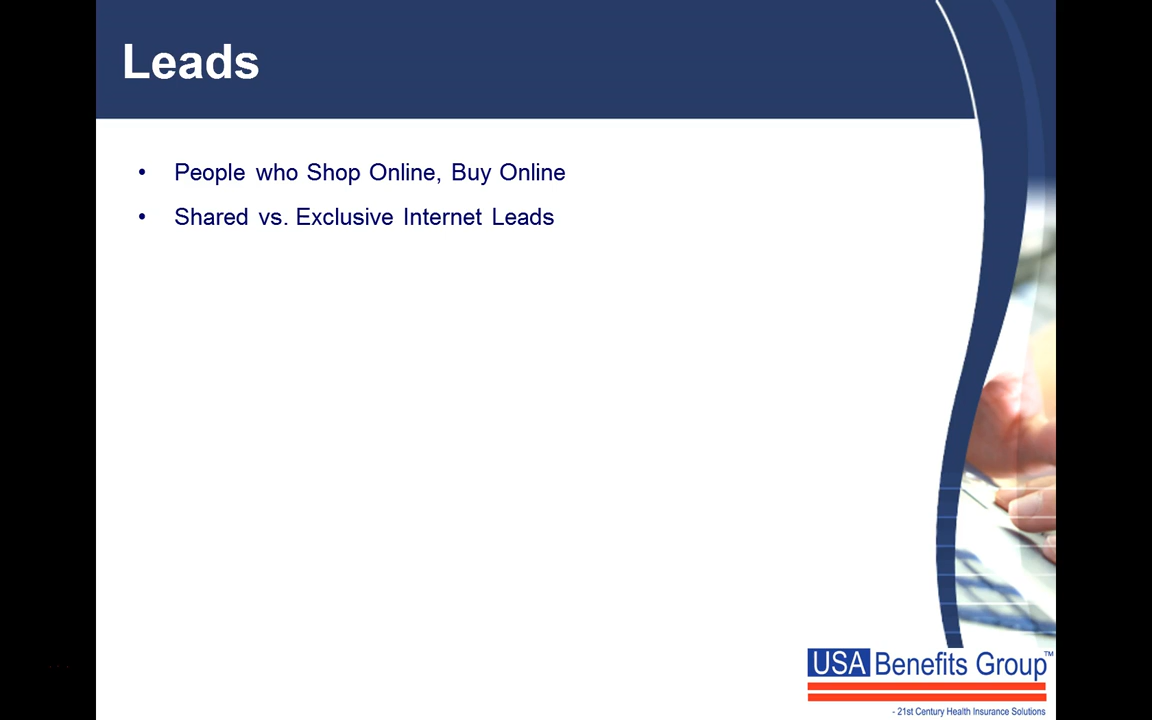 Leads
• People who Shop Online, Buy Online
• Shared vs. Exclusive Internet Leads
USA Benefits Group™
- 21st Century Health Insurance Solutions